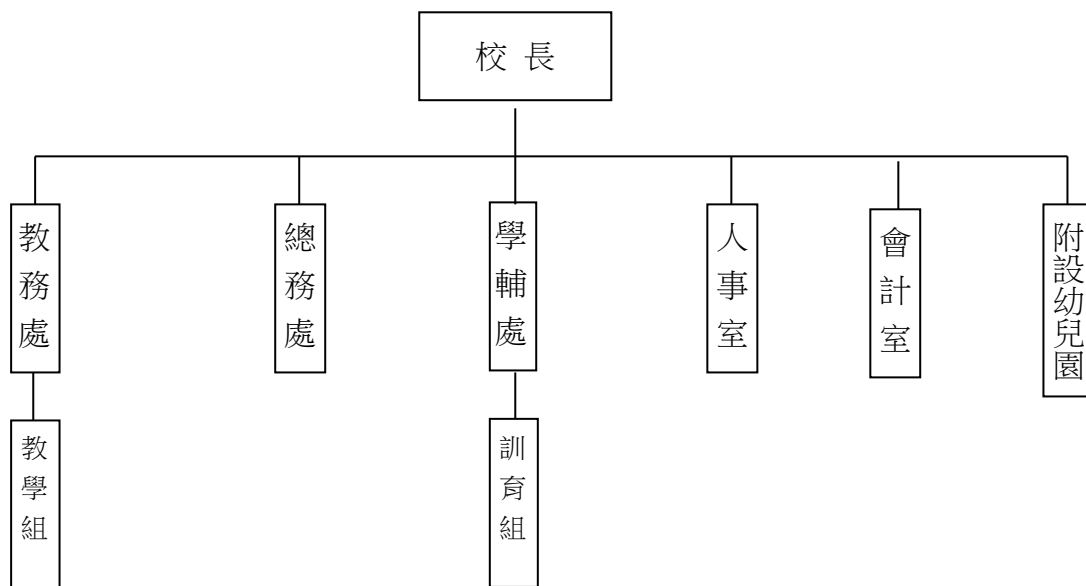 校長
教務處
總務處
學輔處
人事室
會計室
附設幼兒園
教學組
訓育組